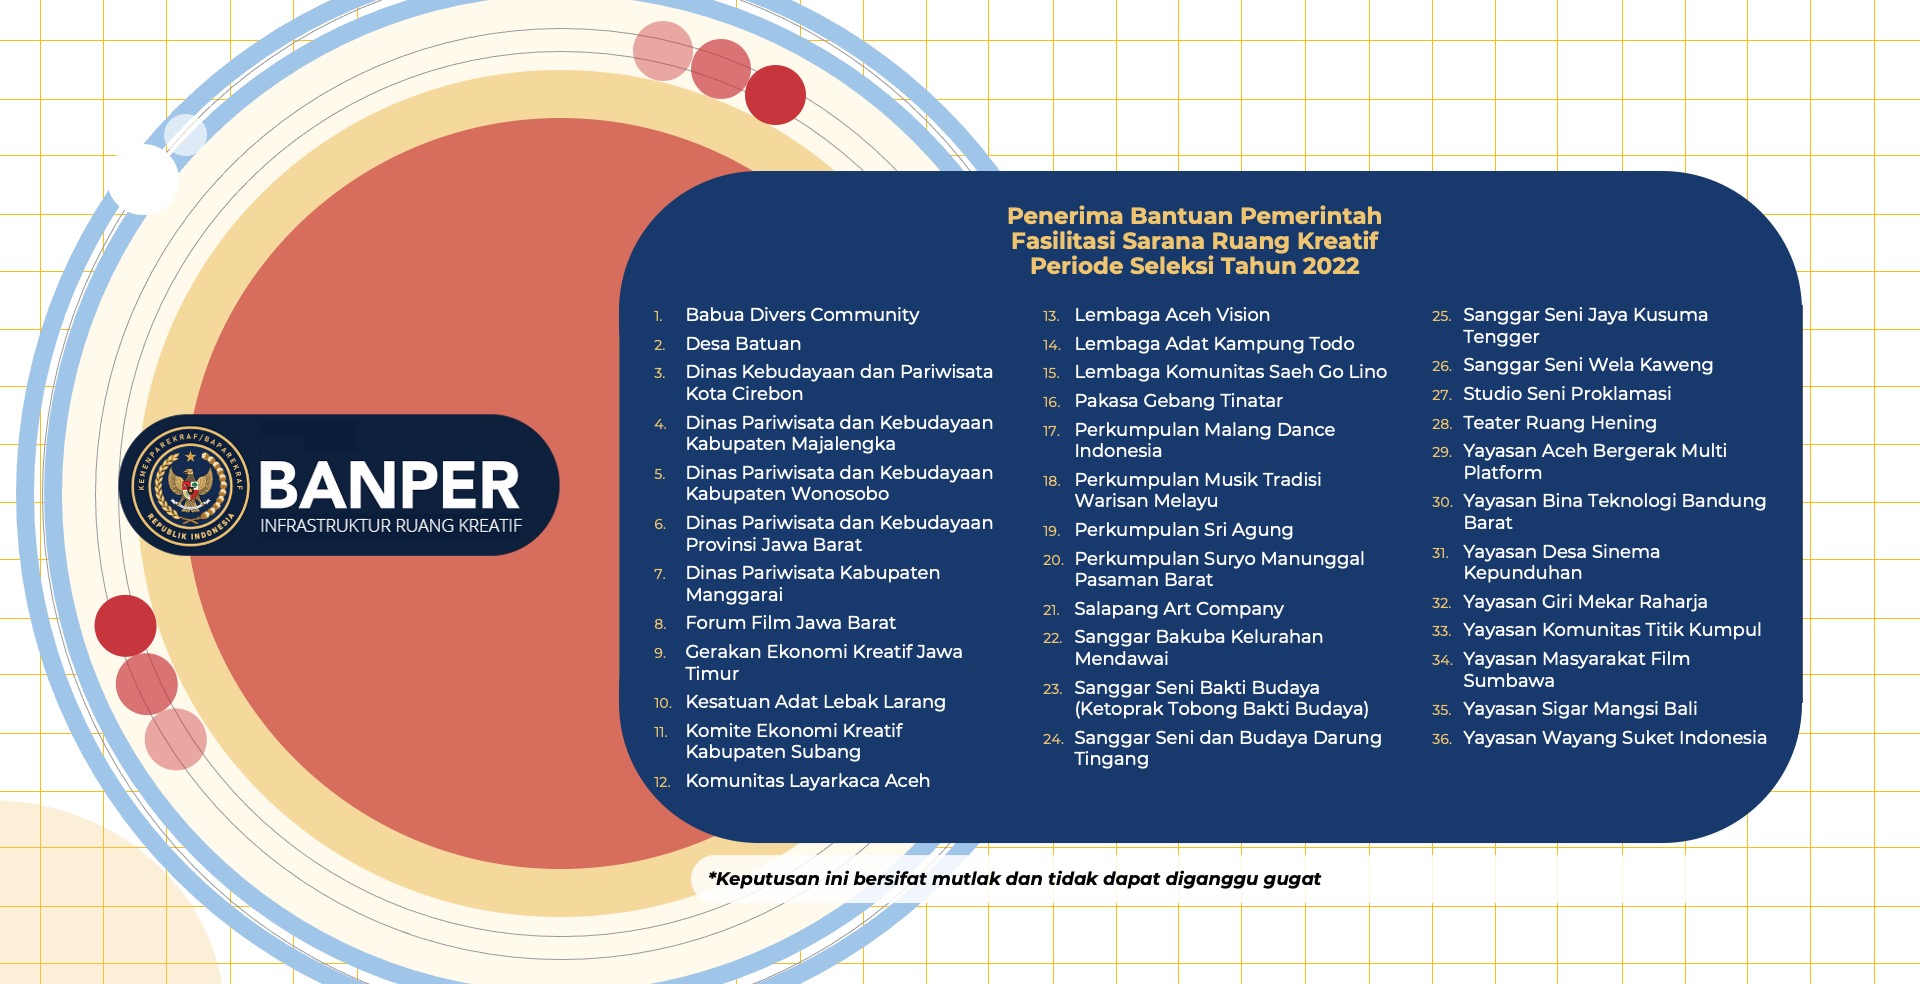 KEMENPAREKRAF/BAPAREKRAF
REPUBLIK INDONESIA
BANPER
INFRASTRUKTUR RUANG KREATIF
Penerima Bantuan Pemerintah
Fasilitasi Sarana Ruang Kreatif
Periode Seleksi Tahun 2022
1. Babua Divers Community
2. Desa Batuan
3. Dinas Kebudayaan dan Pariwisata
Kota Cirebon
4. Dinas Pariwisata dan Kebudayaan
Kabupaten Majalengka
5. Dinas Pariwisata dan Kebudayaan
Kabupaten Wonosobo
6. Dinas Pariwisata dan Kebudayaan
Provinsi Jawa Barat
7. Dinas Pariwisata Kabupaten
Manggarai
8. Forum Film Jawa Barat
9. Gerakan Ekonomi Kreatif Jawa
Timur
10. Kesatuan Adat Lebak Larang
11. Komite Ekonomi Kreatif
Kabupaten Subang
12. Komunitas Layarkaca Aceh
13. Lembaga Aceh Vision
14. Lembaga Adat Kampung Todo
15. Lembaga Komunitas Saeh Go Lino
16. Pakasa Gebang Tinatar
17. Perkumpulan Malang Dance
Indonesia
18. Perkumpulan Musik Tradisi
Warisan Melayu
19. Perkumpulan Sri Agung
20. Perkumpulan Suryo Manunggal
Pasaman Barat
21. Salapang Art Company
22. Sanggar Bakuba Kelurahan
Mendawai
23. Sanggar Seni Bakti Budaya
(Ketoprak Tobong Bakti Budaya)
24. Sanggar Seni dan Budaya Darung
Tingang
25. Sanggar Seni Jaya Kusuma
Tengger
26. Sanggar Seni Wela Kaweng
27. Studio Seni Proklamasi
28. Teater Ruang Hening
29. Yayasan Aceh Bergerak Multi
Platform
30. Yayasan Bina Teknologi Bandung
Barat
31. Yayasan Desa Sinema
Kepunduhan
32. Yayasan Giri Mekar Raharja
33. Yayasan Komunitas Titik Kumpul
34. Yayasan Masyarakat Film
Sumbawa
35. Yayasan Sigar Mangsi Bali
36. Yayasan Wayang Suket Indonesia
*Keputusan ini bersifat mutlak dan tidak dapat diganggu gugat